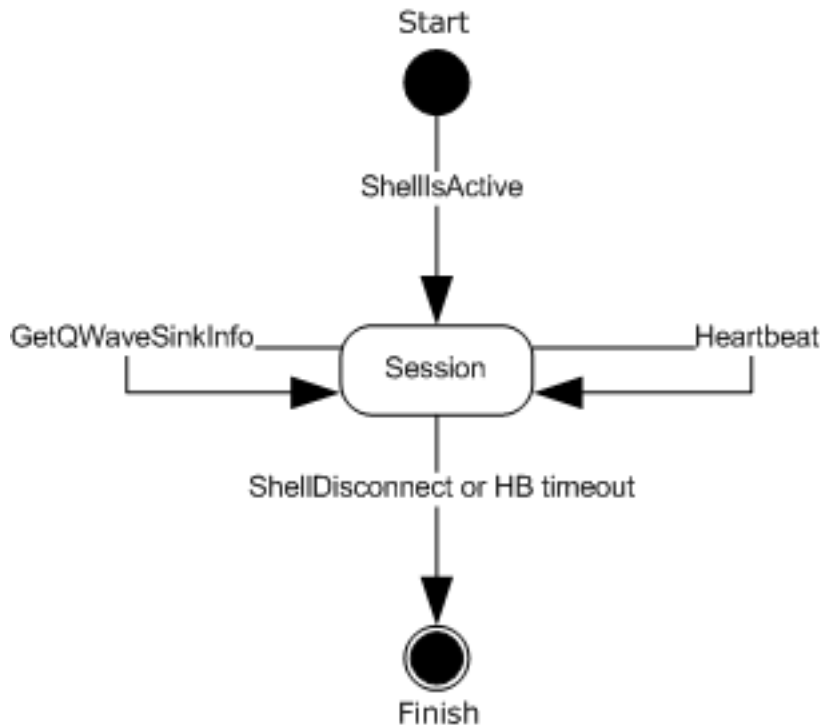 Start
ShellIsActive
GetQWaveSinkInfo
Heartbeat
Session
ShellDisconnect or HB timeout
Finish